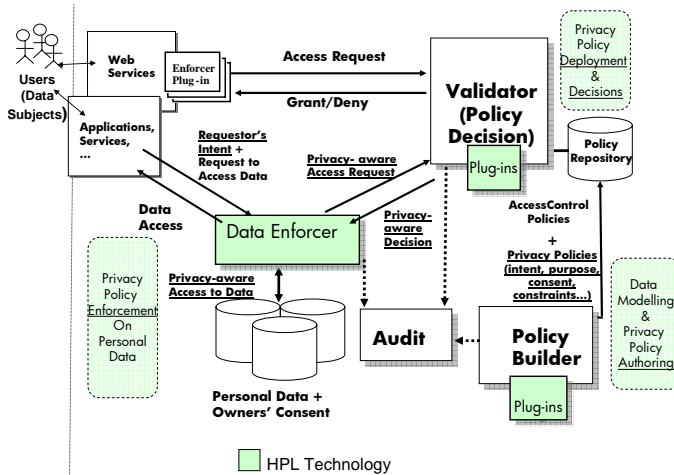 Users
(Data
Subjects)
Web
Services
Enforcer
Plug-in
Applications,
Services,
...
Access Request
Grant/Deny
Validator
(Policy
Decision)
Plug-ins
Privacy
Policy
Deployment
&
Decisions
Policy
Repository
Requestor's
Intent +
Request to
Access Data
Privacy- aware
Access Request
Data
Access
Data Enforcer
Privacy-
aware
Decision
AccessControl
Policies
+
Privacy Policies
(intent, purpose,
consent,
constraints...)
Privacy
Policy
Enforcement
On
Personal
Data
Privacy-aware
Access to Data
Audit
Policy
Builder
Plug-ins
Data
Modelling
&
Privacy
Policy
Authoring
Personal Data +
Owners' Consent
HPL Technology